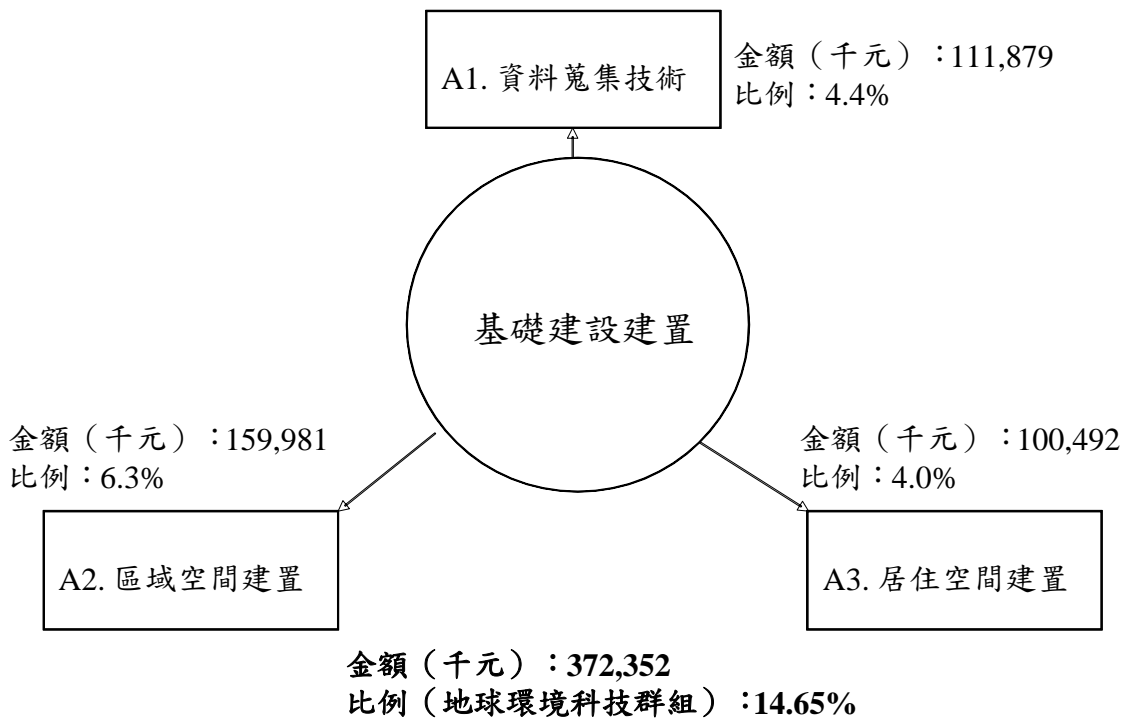 A1. 資料蒐集技術
金額（千元）：111,879
比例：4.4%
基礎建設建置
金額（千元）：159,981
比例：6.3%
金額（千元）：100,492
比例：4.0%
A2. 區域空間建置
A3. 居住空間建置
金額（千元）：372,352
比例（地球環境科技群組）：14.65%